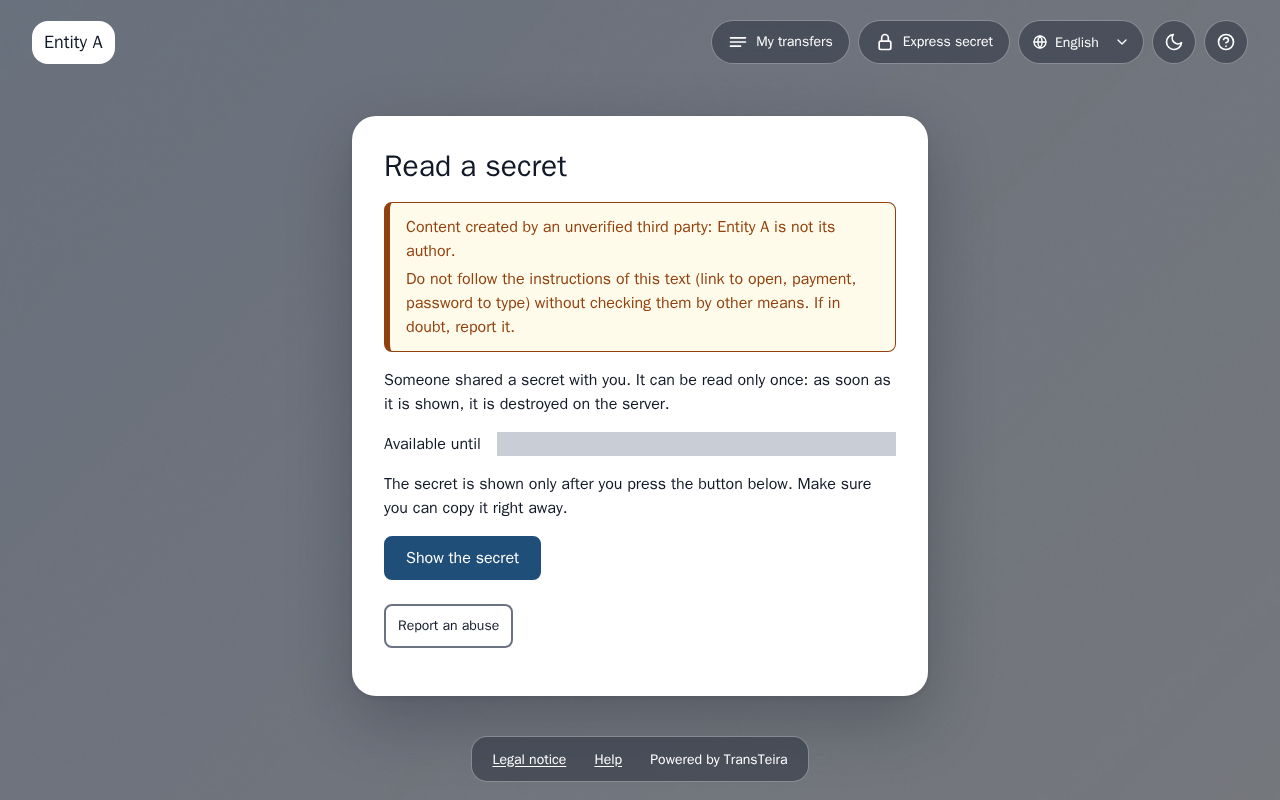 Entity A
My transfers
Express secret
English
Read a secret
Content created by an unverified third party: Entity A is not its
author.
Do not follow the instructions of this text (link to open, payment,
password to type) without checking them by other means. If in
doubt, report it.
Someone shared a secret with you. It can be read only once: as soon as
it is shown, it is destroyed on the server.
Available until
The secret is shown only after you press the button below. Make sure
you can copy it right away.
Show the secret
Report an abuse
Legal notice
Help
Powered by TransTeira